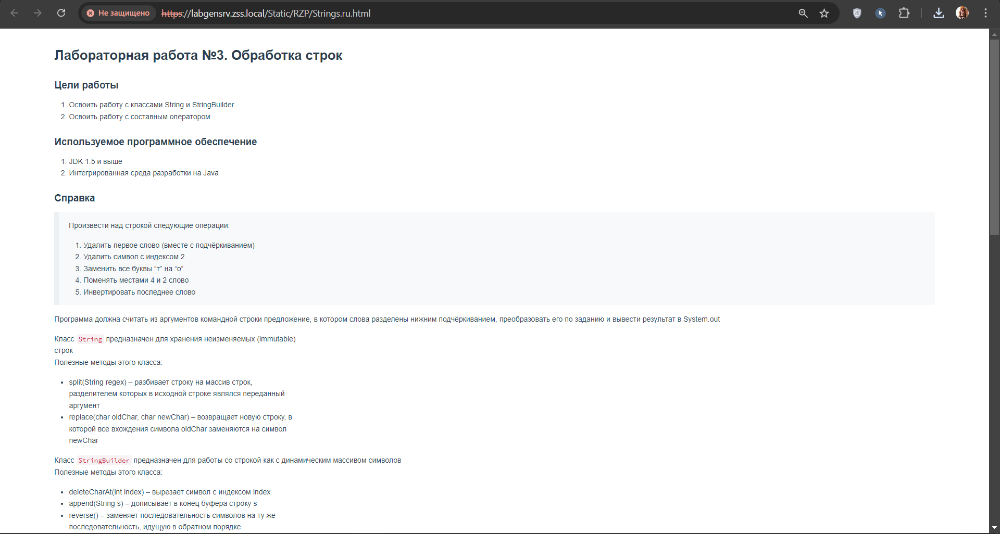 Не защищено https://labgensrv.zss.local/Static/RZP/Strings.ru.html
Лабораторная работа №3. Обработка строк
Цели работы
1. Освоить работу с классами String и StringBuilder
2. Освоить работу с составным оператором
Используемое программное обеспечение
1. JDK 1.5 и выше
2. Интегрированная среда разработки на Java
Справка
Произвести над строкой следующие операции:
1. Удалить первое слово (вместе с подчёркиванием)
2. Удалить символ с индексом 2
3. Заменить все буквы “т” на “о”
4. Поменять местами 4 и 2 слово
5. Инвертировать последнее слово
Программа должна считать из аргументов командной строки предложение, в котором слова разделены нижним подчёркиванием, преобразовать его по заданию и вывести результат в System.out
Класс String предназначен для хранения неизменяемых (immutable)
строк
Полезные методы этого класса:
• split(String regex) – разбивает строку на массив строк,
разделителем которых в исходной строке являлся переданный
аргумент
• replace(char oldChar, char newChar) – возвращает новую строку, в
которой все вхождения символа oldChar заменяются на символ
newChar
Класс StringBuilder предназначен для работы со строкой как с динамическим массивом символов
Полезные методы этого класса:
• deleteCharAt(int index) – вырезает символ с индексом index
• append(String s) – дописывает в конец буфера строку s
• reverse() – заменяет последовательность символов на ту же
последовательность, идущую в обратном порядке